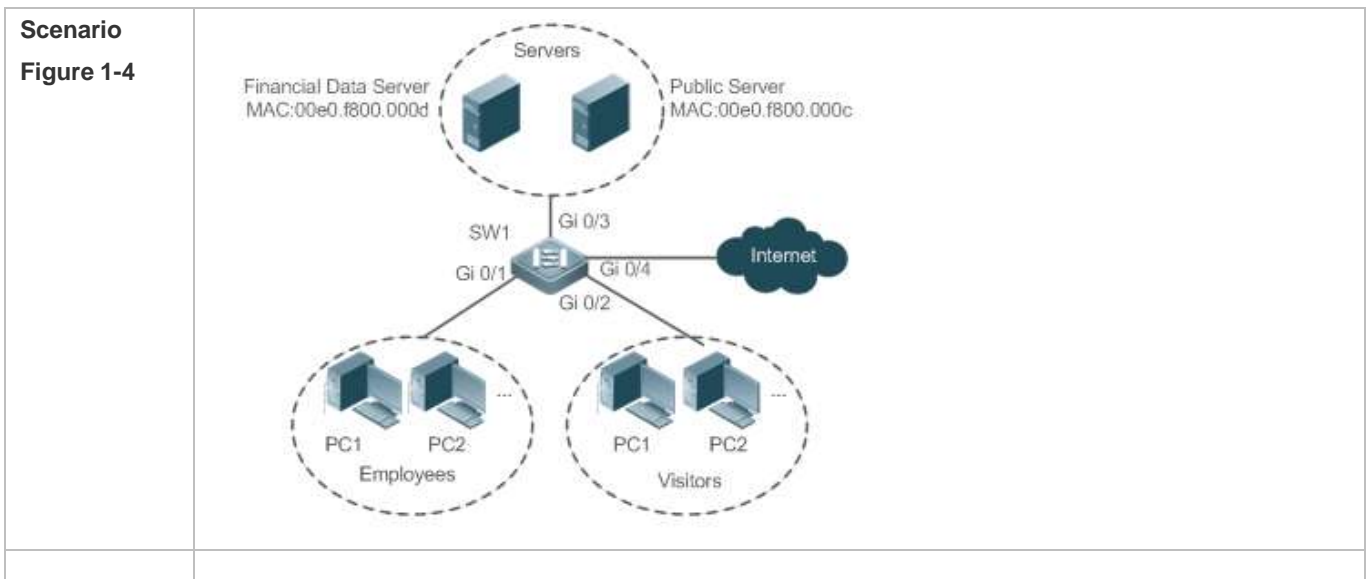 Scenario
Figure 1-4
Servers
Financial Data Server
MAC:00e0.f800.000d
Public Server
MAC:00e0.f800.000c
SW1
Gi 0/3
Internet
Gi 0/1
Gi 0/4
Gi 0/2
...
...
PC1
PC2
PC1
PC2
Employees
Visitors